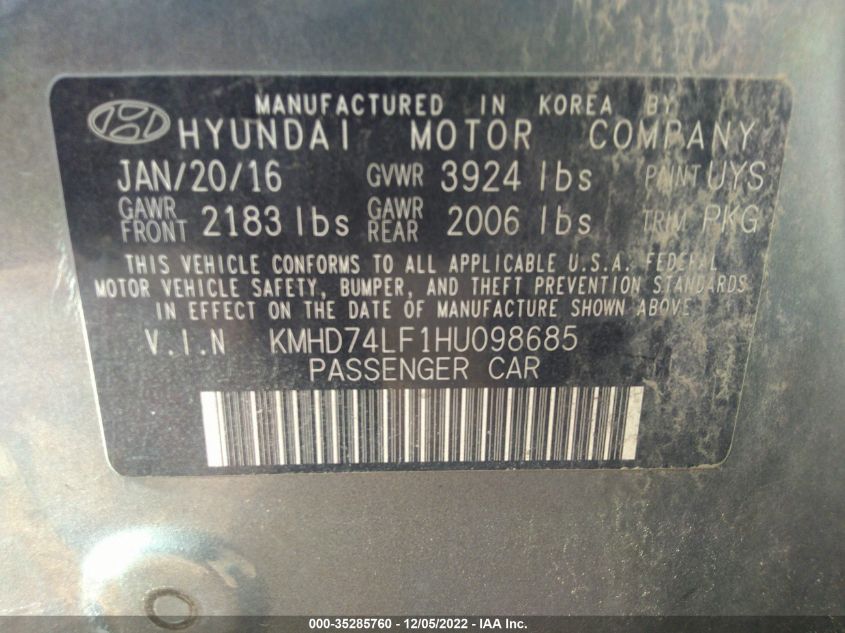 MANUFACTURED IN KOREA BY
HYUNDAI MOTOR COMPANY
JAN/20/16 GVWR 3924 lbs PAINT UYS
GAWR FRONT 2183 lbs GAWR REAR 2006 lbs TRIM PKG
THIS VEHICLE CONFORMS TO ALL APPLICABLE U.S.A. FEDERAL
MOTOR VEHICLE SAFETY, BUMPER, AND THEFT PREVENTION STANDARDS
IN EFFECT ON THE DATE OF MANUFACTURE SHOWN ABOVE
V.I.N KMHD74LF1HU098685
PASSENGER CAR
000-35285760 - 12/05/2022 - IAA Inc.